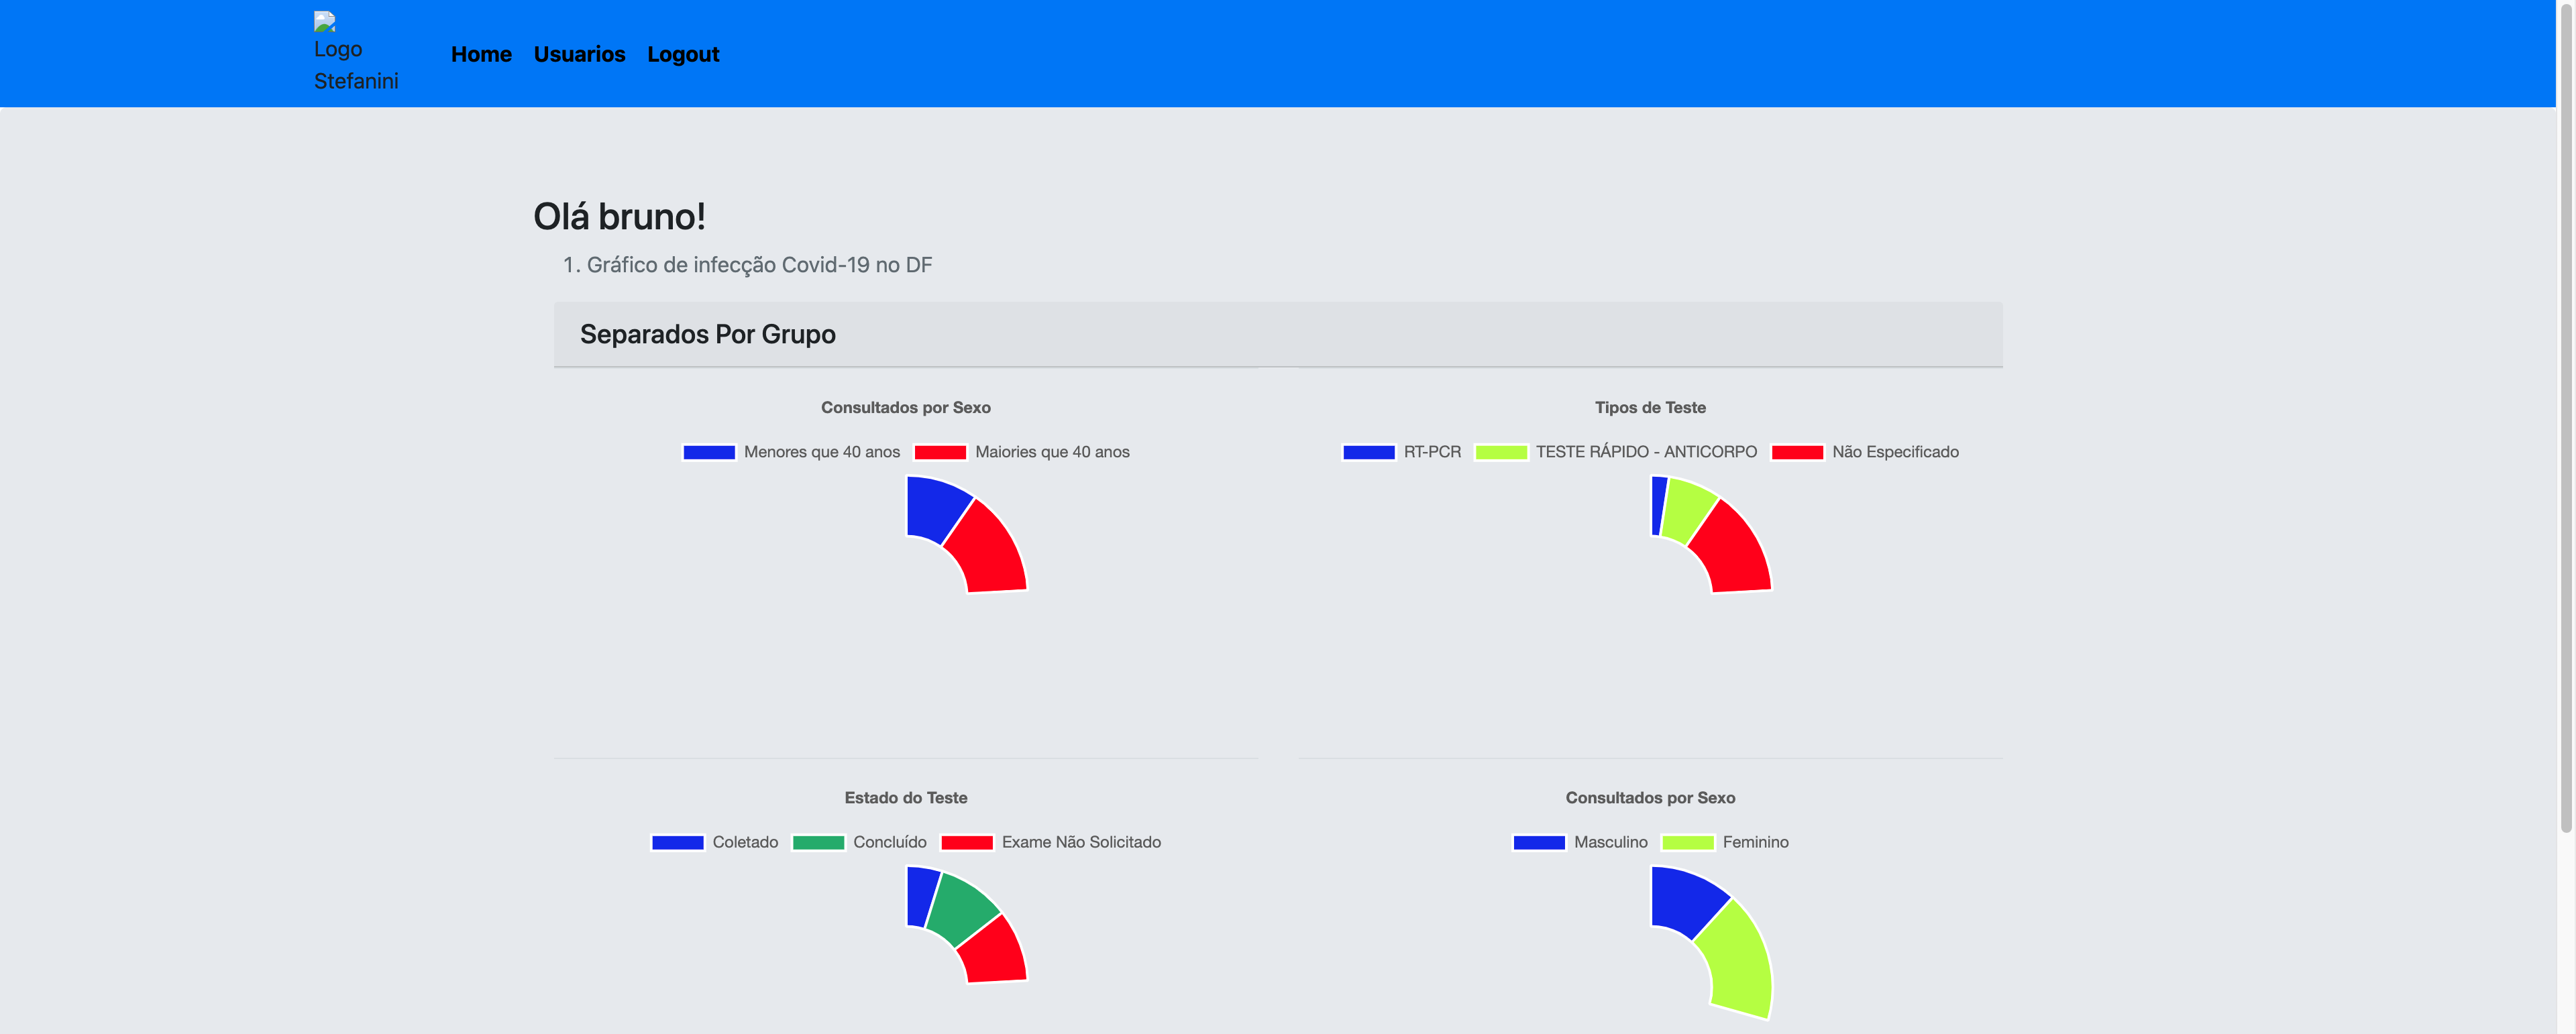 Logo
Stefanini
Home Usuarios Logout
Olá bruno!
1. Gráfico de infecção Covid-19 no DF
Separados Por Grupo
Consultados por Sexo
Menores que 40 anos Maiories que 40 anos
Tipos de Teste
RT-PCR TESTE RÁPIDO - ANTICORPO Não Especificado
Estado do Teste
Coletado Concluído Exame Não Solicitado
Consultados por Sexo
Masculino Feminino